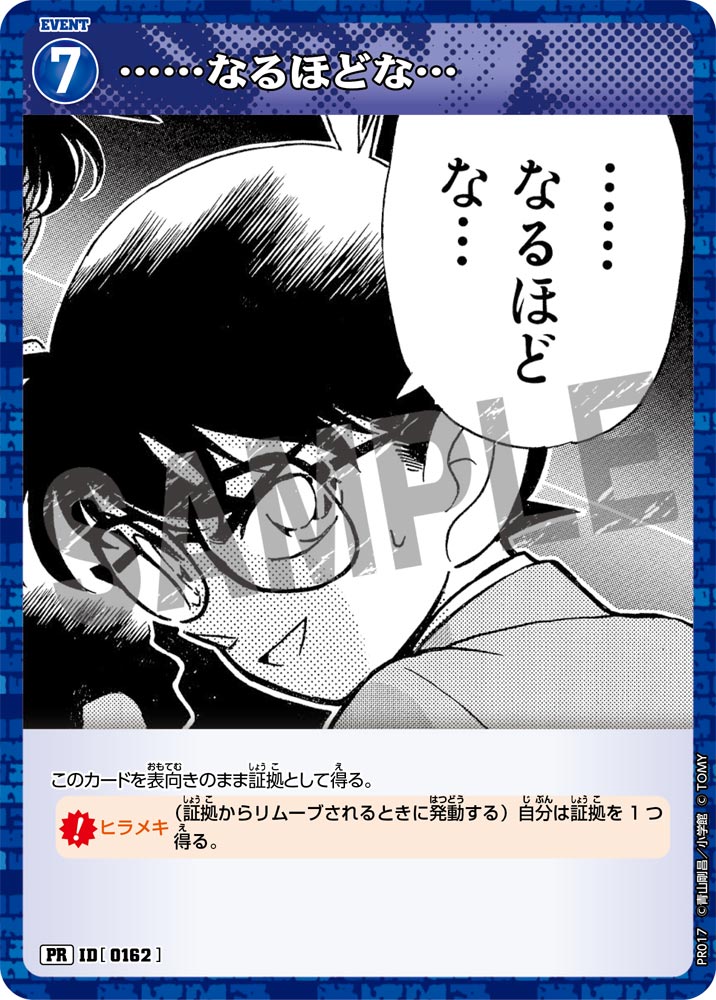 EVENT
7
……なるほどな…
……
なるほど
な…
SAMPLE
このカードを表向きのまま証拠として得る。
ヒラメキ
(証拠からリムーブされるときに発動する) 自分は証拠を1つ
得る。
PR ID[ 0162 ]
PR017 ©青山剛昌/小学館 © TOMY